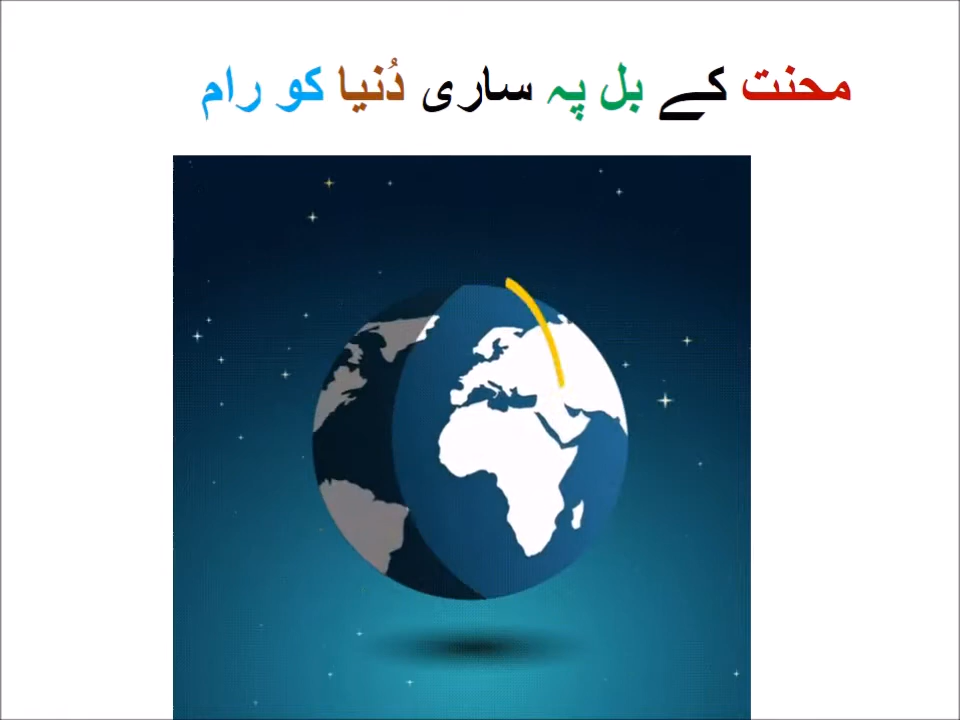 محنت کے بل پہ ساری دُنیا کو رام